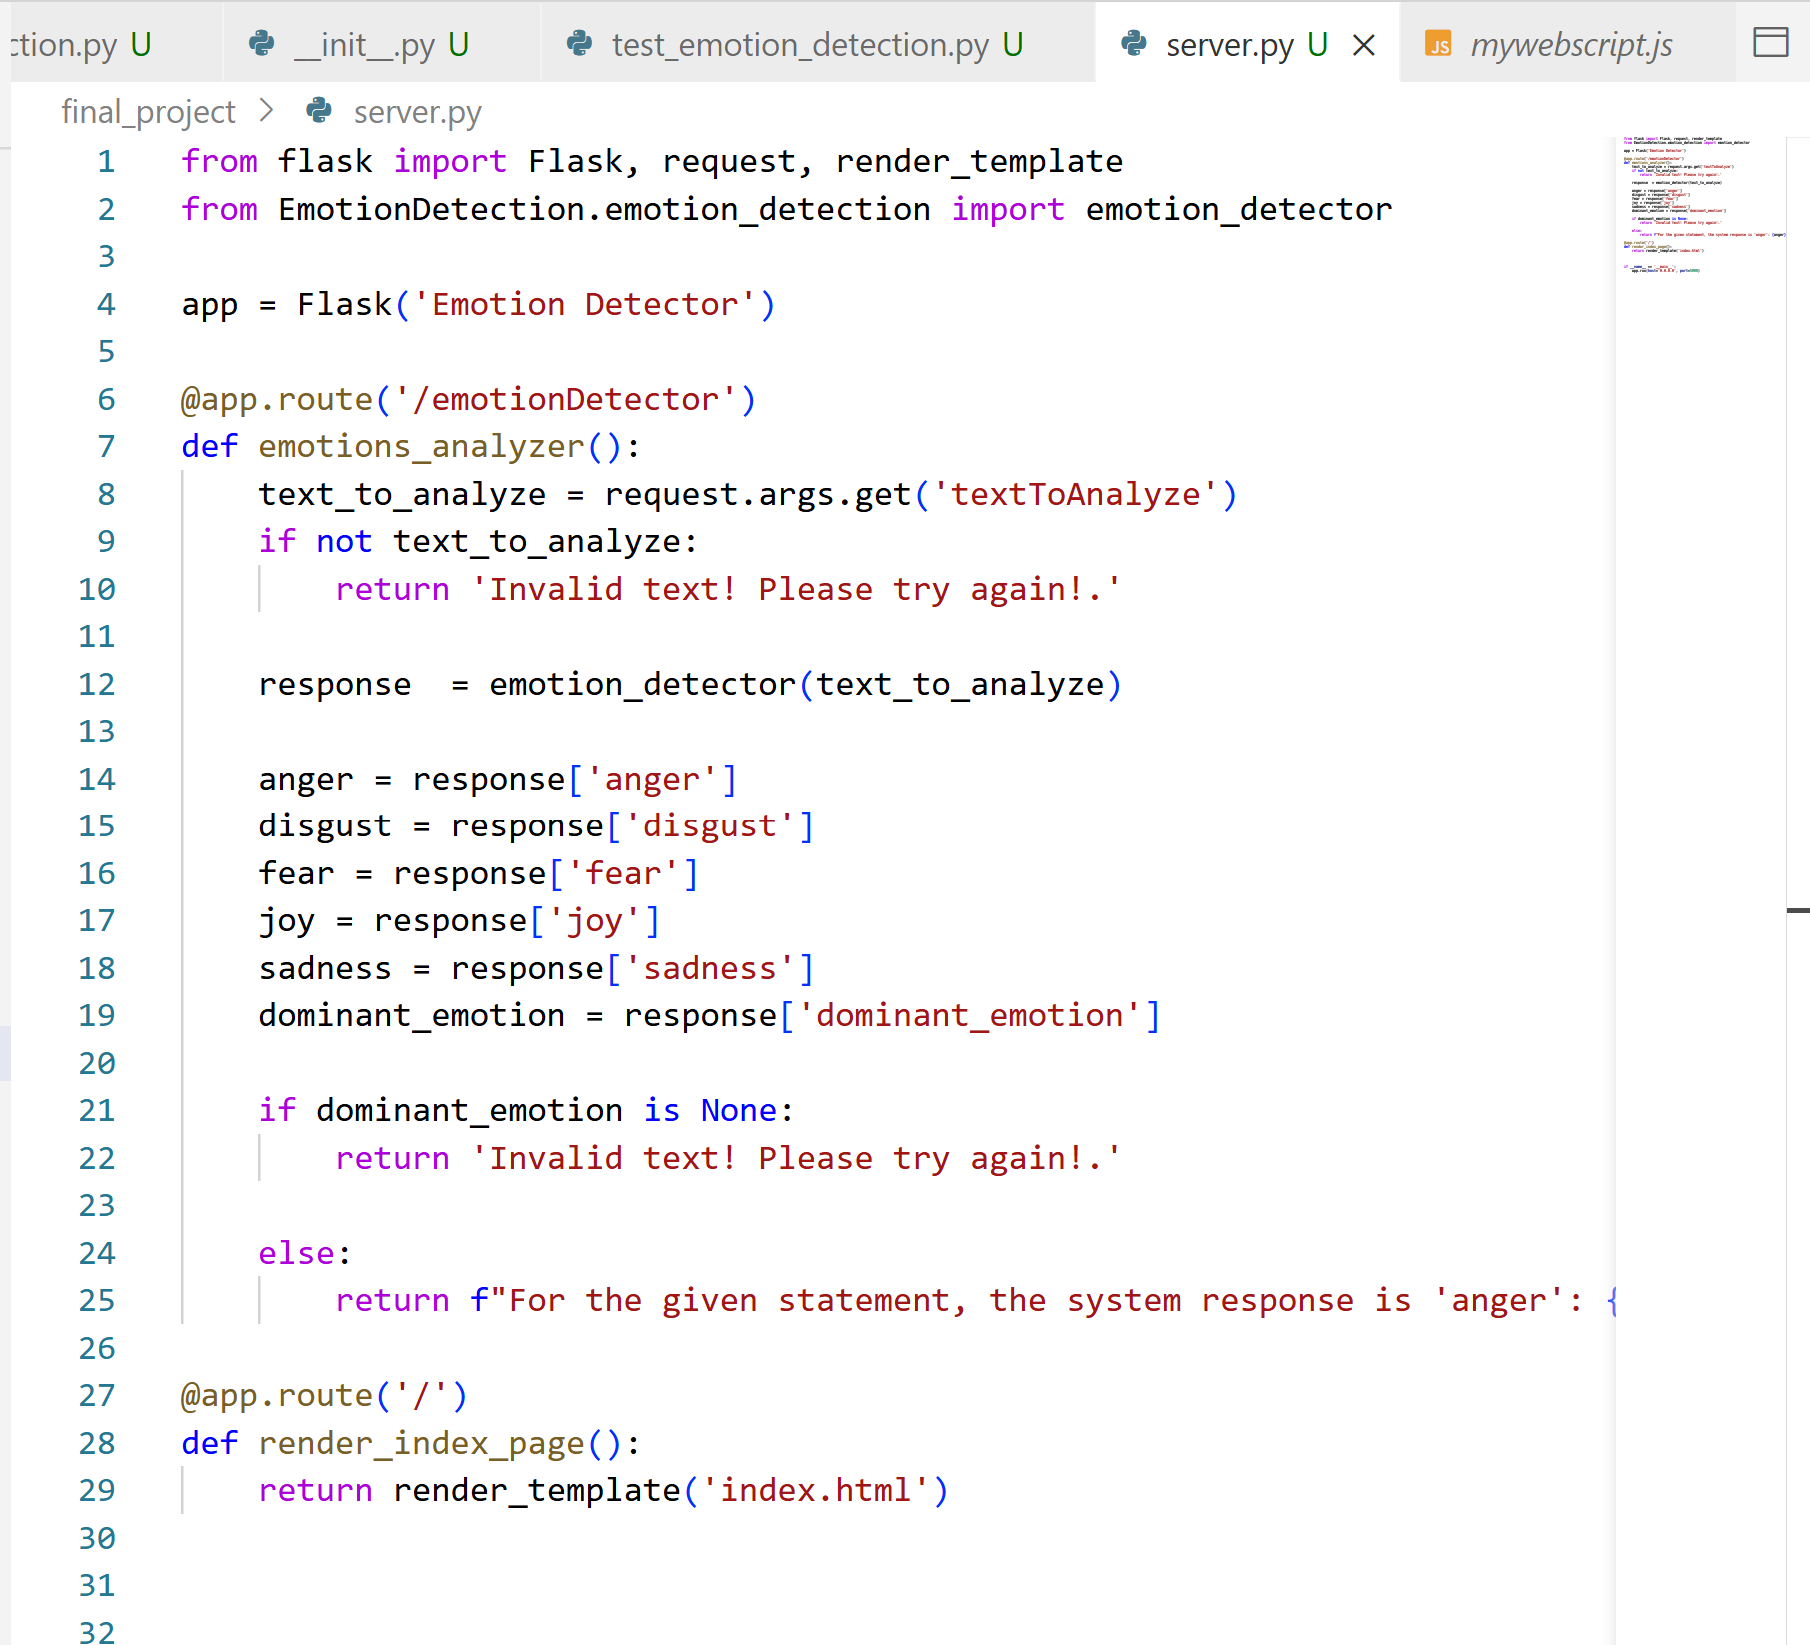 ction.py U __init__.py U test_emotion_detection.py U server.py U × JS mywebscript.js
final_project > server.py
1 from flask import Flask, request, render_template
2 from EmotionDetection.emotion_detection import emotion_detector
3
4 app = Flask('Emotion Detector')
5
6 @app.route('/emotionDetector')
7 def emotions_analyzer():
8     text_to_analyze = request.args.get('textToAnalyze')
9     if not text_to_analyze:
10         return 'Invalid text! Please try again!.'
11
12     response  = emotion_detector(text_to_analyze)
13
14     anger = response['anger']
15     disgust = response['disgust']
16     fear = response['fear']
17     joy = response['joy']
18     sadness = response['sadness']
19     dominant_emotion = response['dominant_emotion']
20
21     if dominant_emotion is None:
22         return 'Invalid text! Please try again!.'
23
24     else:
25         return f"For the given statement, the system response is 'anger': {
26
27 @app.route('/')
28 def render_index_page():
29     return render_template('index.html')
30
31
32